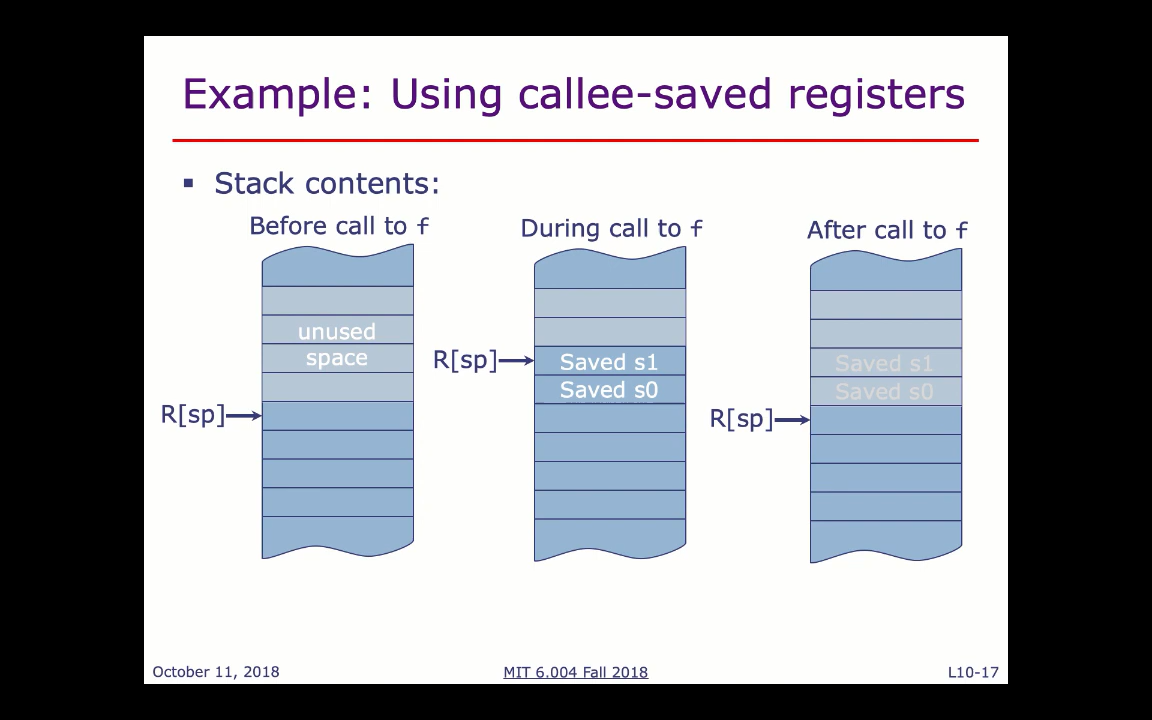 Example: Using callee-saved registers
▪ Stack contents:
Before call to f
During call to f
After call to f
unused
space
R[sp]
R[sp]
Saved s1
Saved s0
R[sp]
Saved s1
Saved s0
October 11, 2018
MIT 6.004 Fall 2018
L10-17